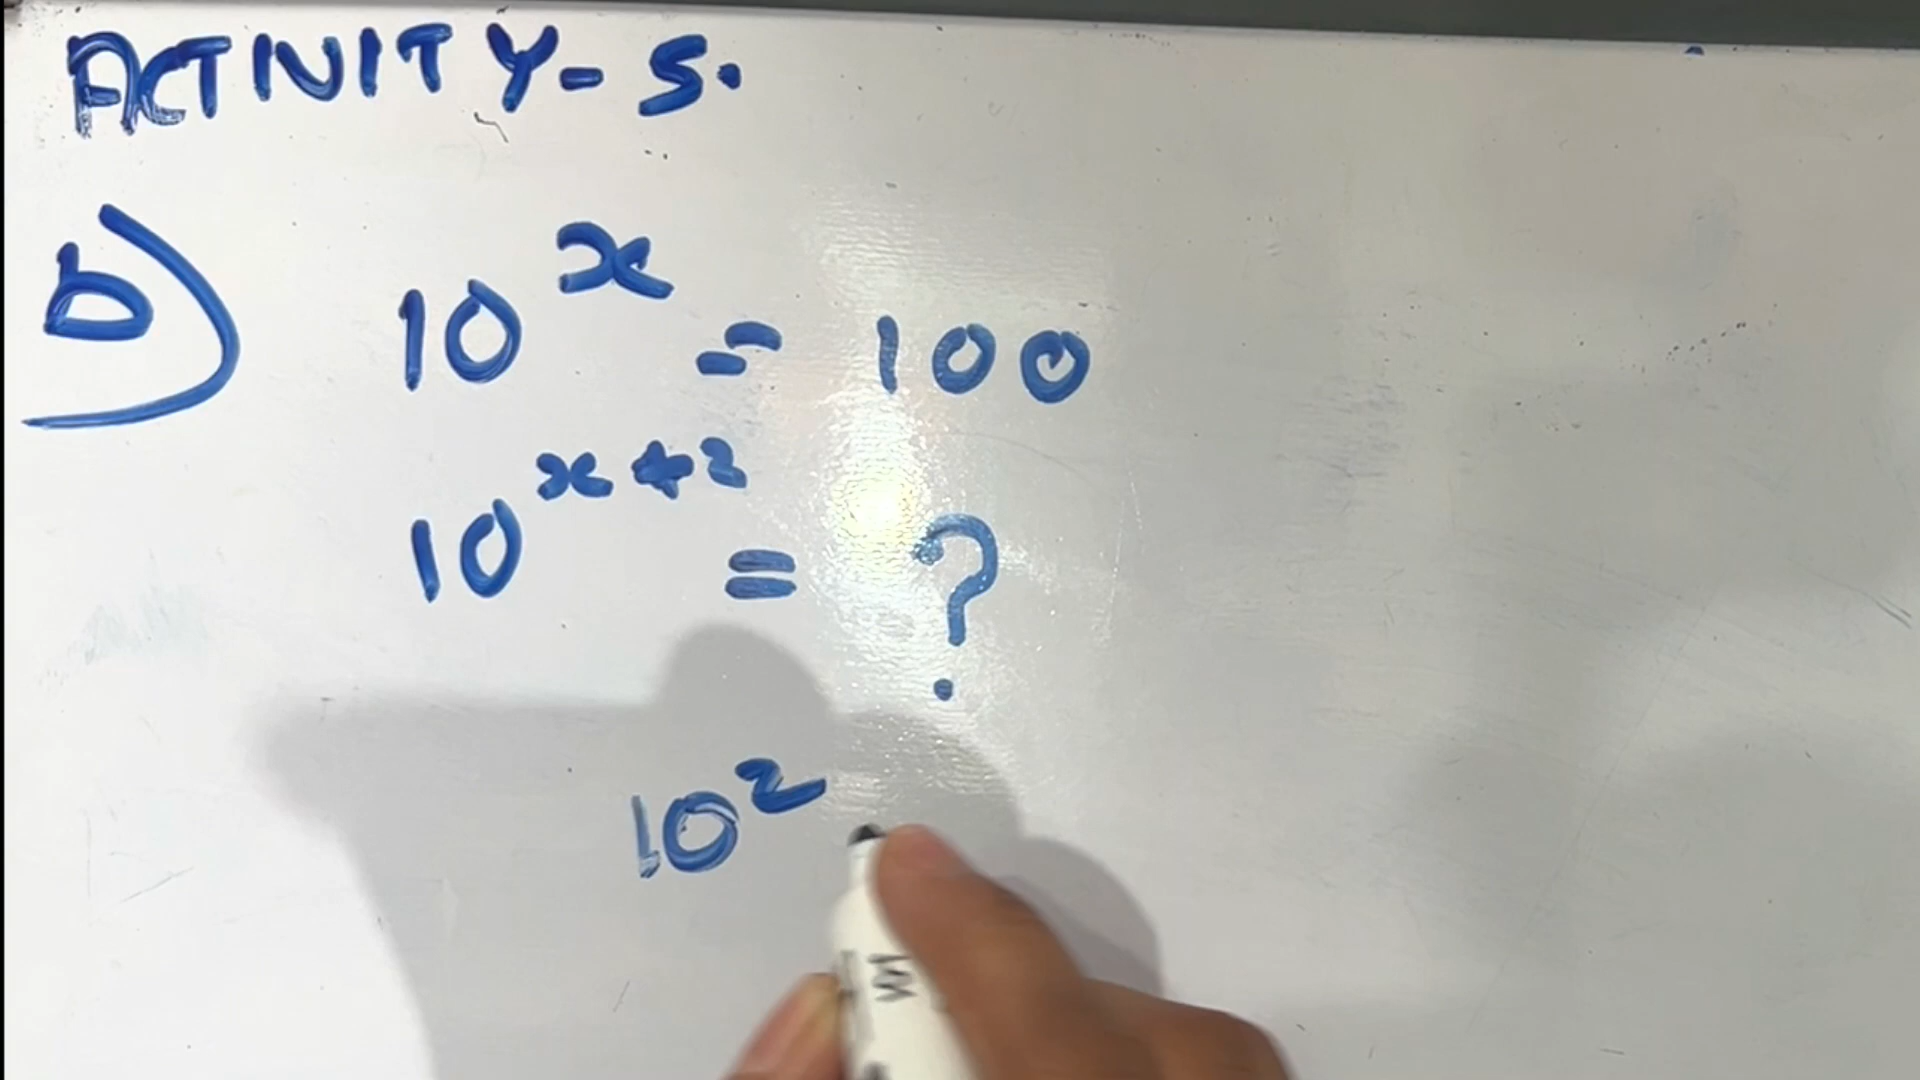 ACTIVITY-5.
b) 10^x = 100
10^x+2 = ?
10^2